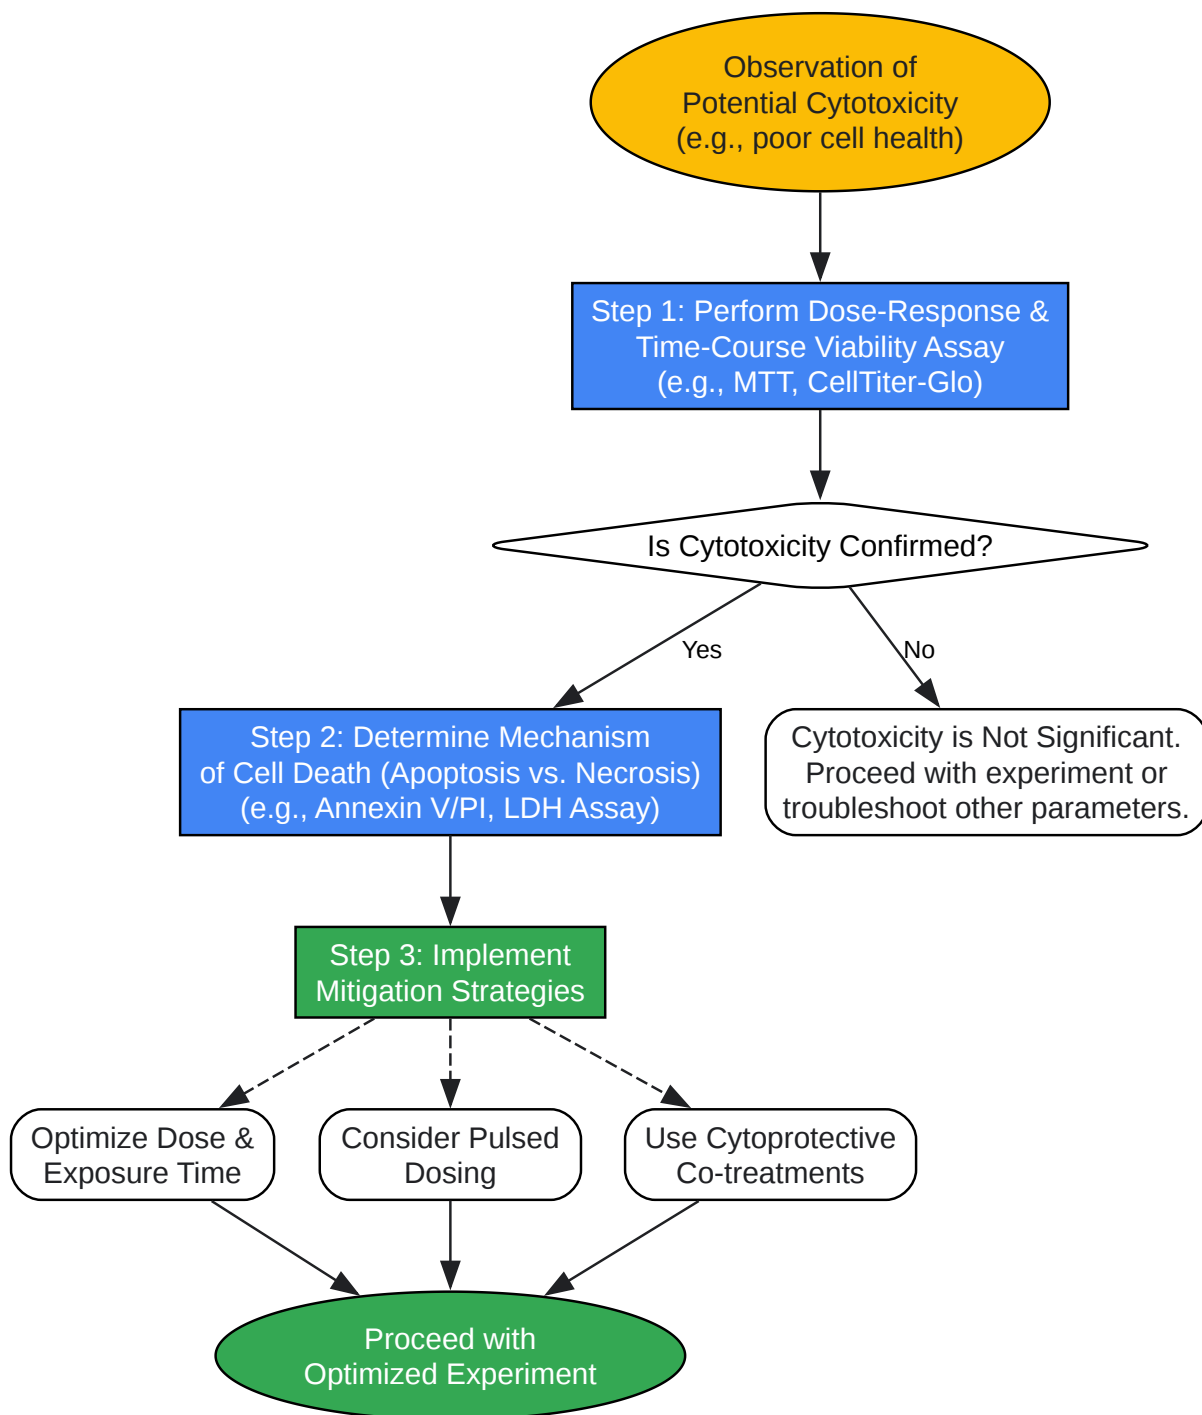 Observation of
Potential Cytotoxicity
(e.g., poor cell health)
Step 1: Perform Dose-Response &
Time-Course Viability Assay
(e.g., MTT, CellTiter-Glo)
Is Cytotoxicity Confirmed?
Yes
No
Step 2: Determine Mechanism
of Cell Death (Apoptosis vs. Necrosis)
(e.g., Annexin V/PI, LDH Assay)
Cytotoxicity is Not Significant.
Proceed with experiment or
troubleshoot other parameters.
Step 3: Implement
Mitigation Strategies
Optimize Dose &
Exposure Time
Consider Pulsed
Dosing
Use Cytoprotective
Co-treatments
Proceed with
Optimized Experiment